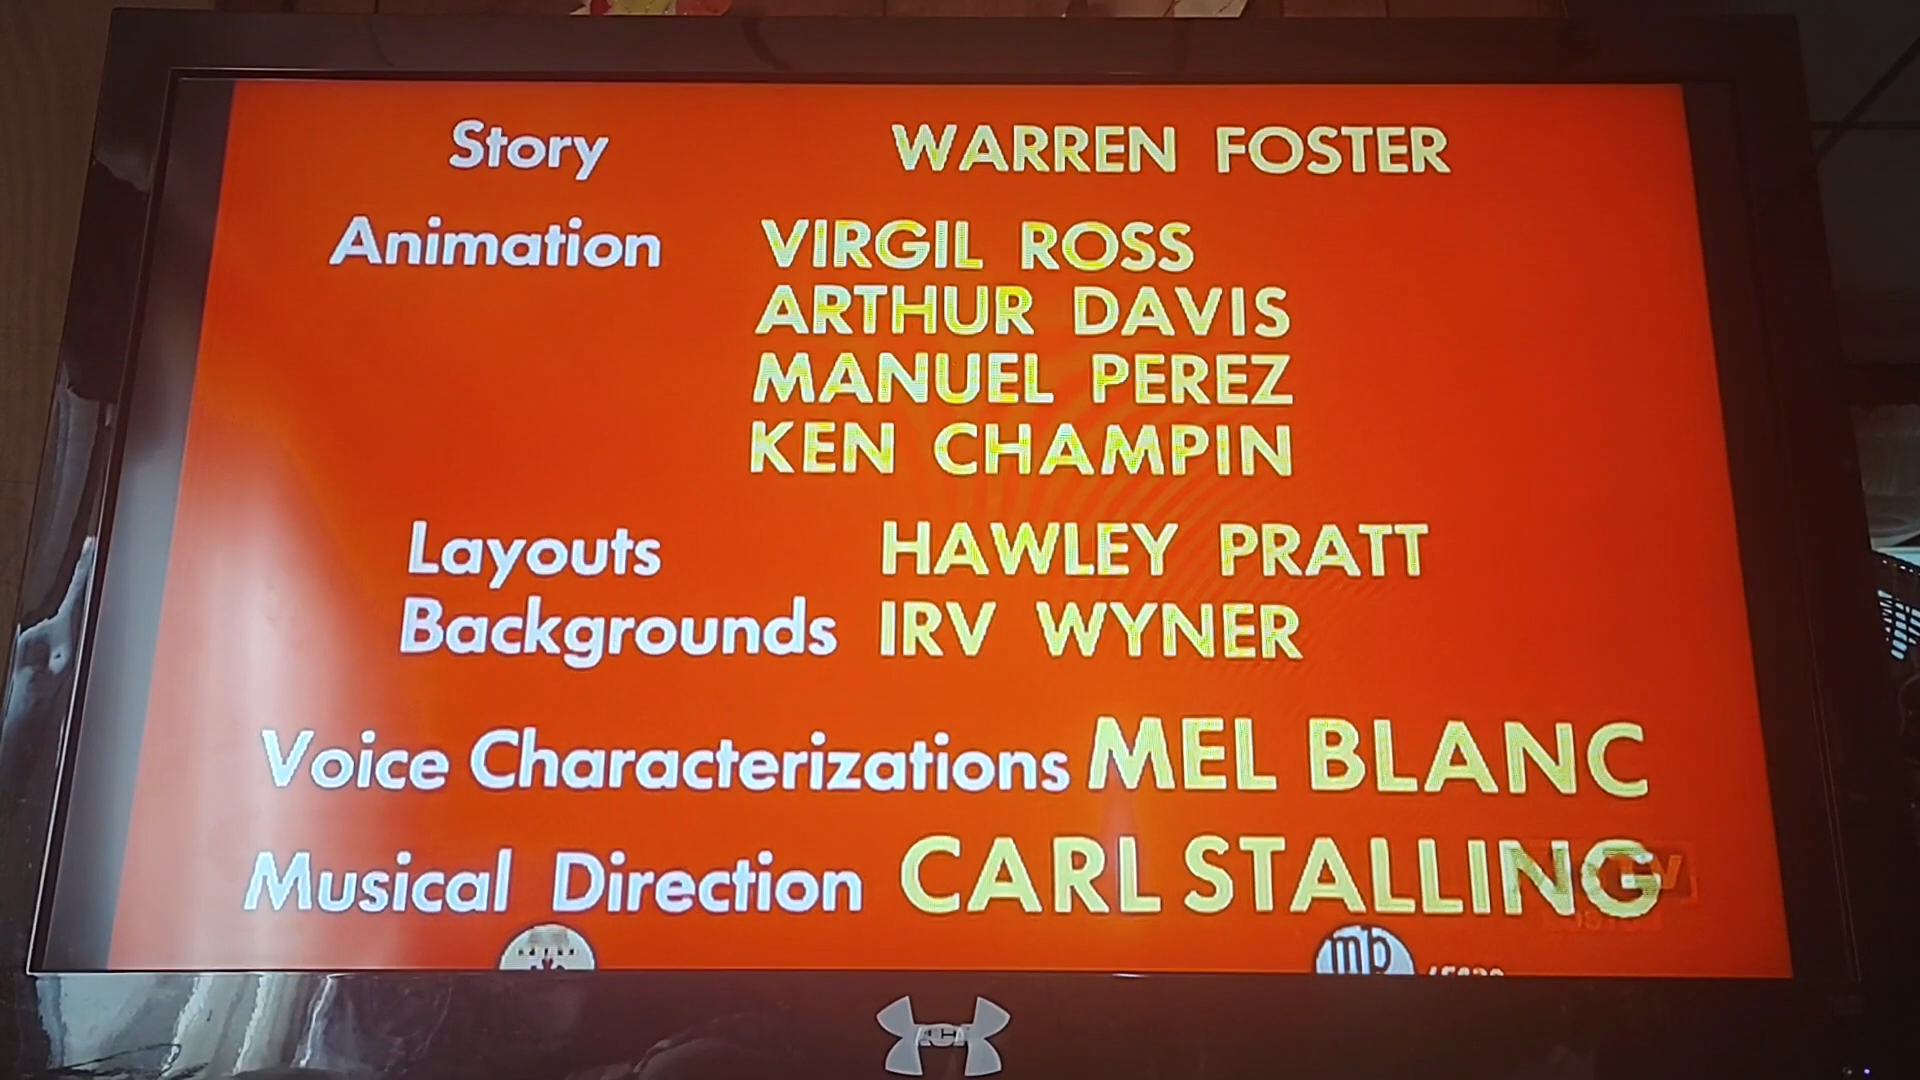 Story WARREN FOSTER
Animation VIRGIL ROSS
ARTHUR DAVIS
MANUEL PEREZ
KEN CHAMPIN
Layouts HAWLEY PRATT
Backgrounds IRV WYNER
Voice Characterizations MEL BLANC
Musical Direction CARL STALLING